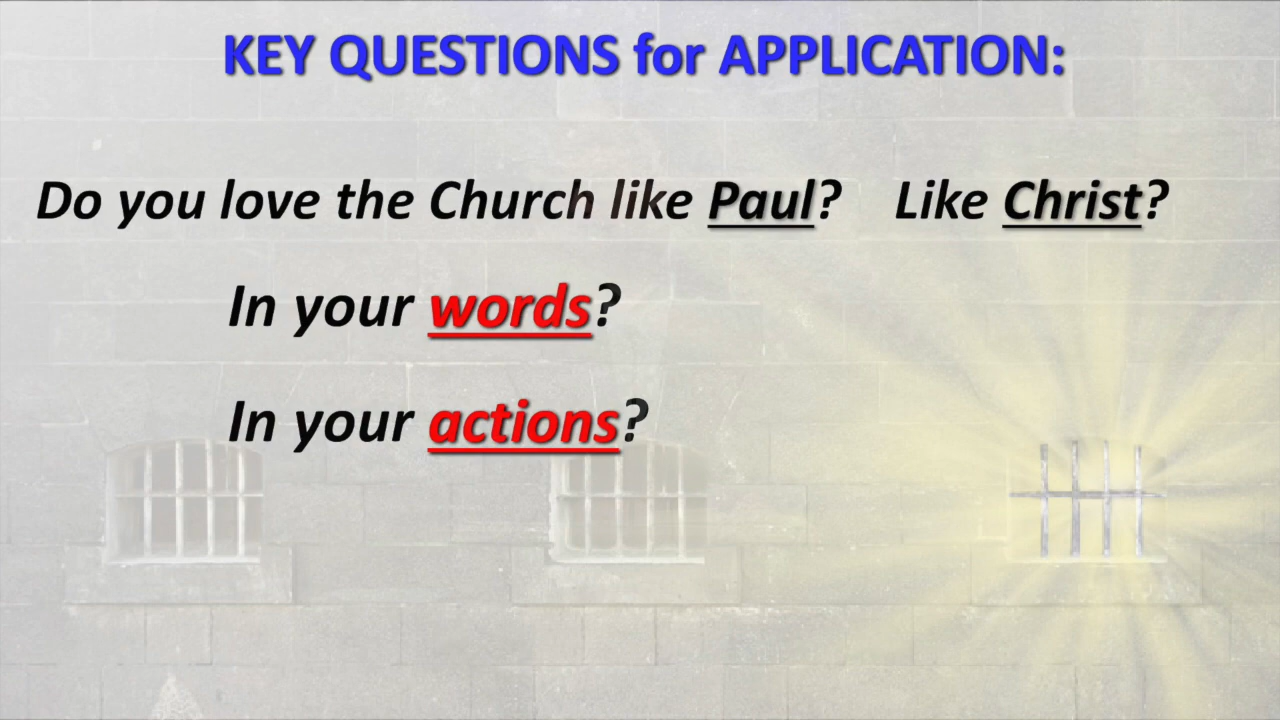 KEY QUESTIONS for APPLICATION:
Do you love the Church like Paul? Like Christ?
In your words?
In your actions?